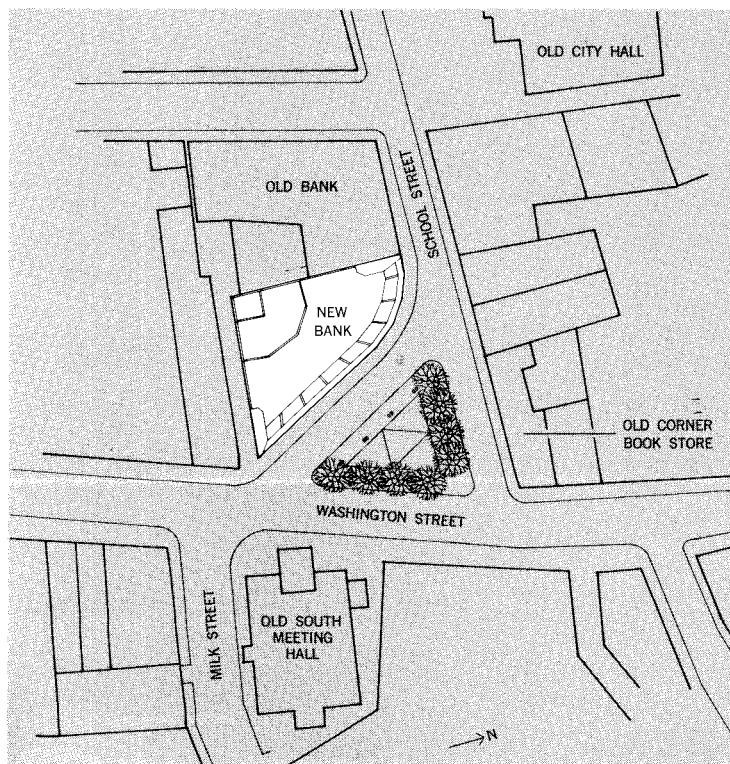 OLD CITY HALL
OLD BANK
SCHOOL STREET
NEW
BANK
OLD CORNER
BOOK STORE
WASHINGTON STREET
MILK STREET
OLD SOUTH
MEETING
HALL
N